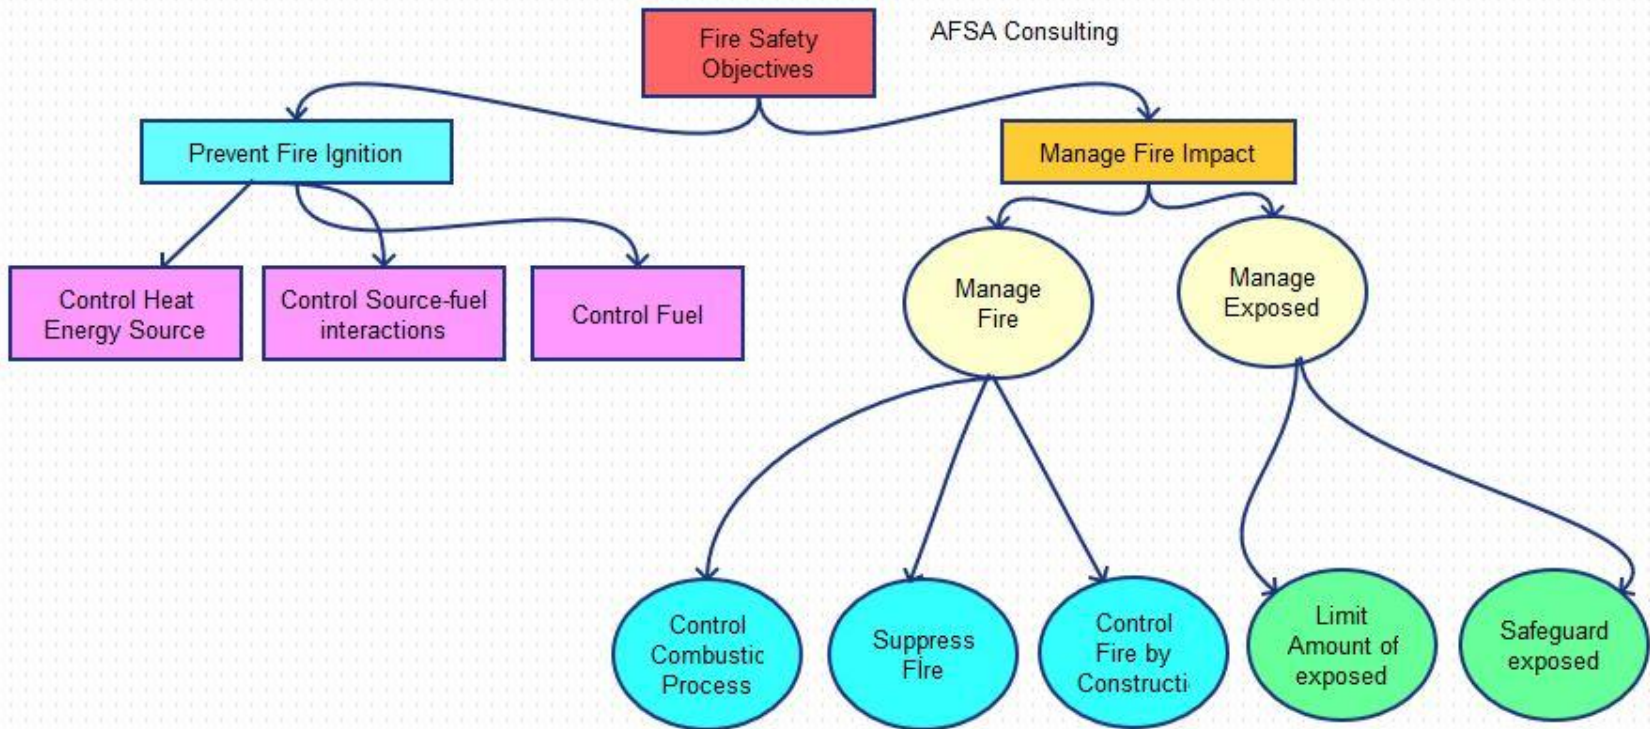 Fire Safety
Objectives
AFSA Consulting
Prevent Fire Ignition
Manage Fire Impact
Control Heat
Energy Source
Control Source-fuel
interactions
Control Fuel
Manage
Fire
Manage
Exposed
Control
Combustic
Process
Suppress
Fire
Control
Fire by
Constructi
Limit
Amount of
exposed
Safeguard
exposed